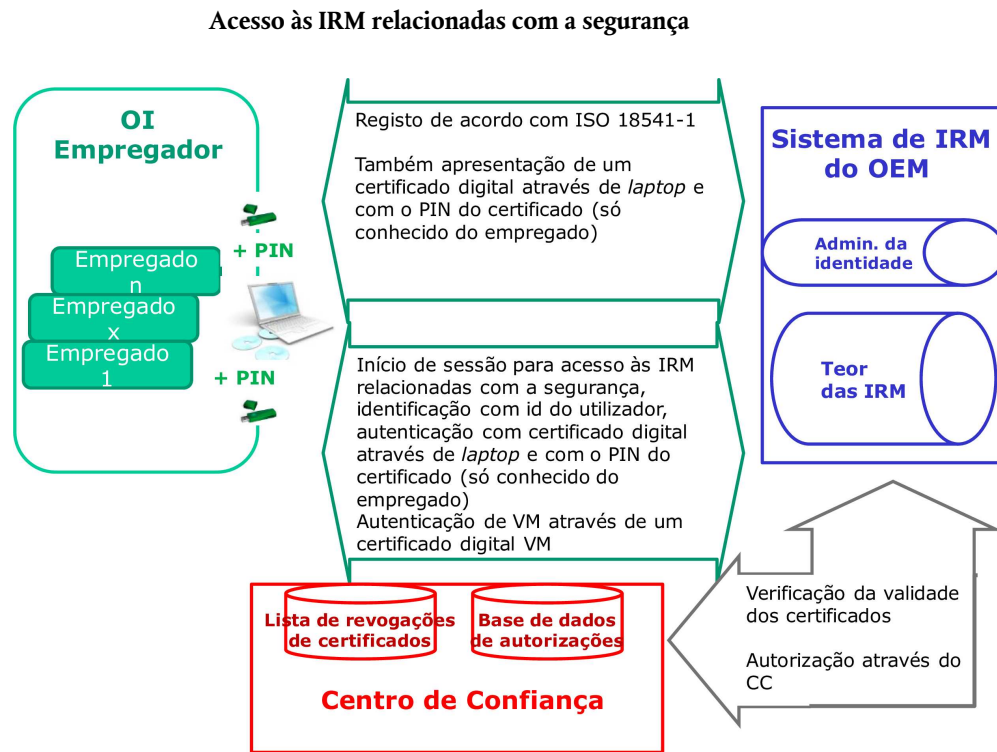 Acesso às IRM relacionadas com a segurança
OI
Empregador
+ PIN
Empregado
n
Empregado
x
Empregado
1
+ PIN
Registo de acordo com ISO 18541-1
Também apresentação de um
certificado digital através de laptop e
com o PIN do certificado (só
conhecido do empregado)
Início de sessão para acesso às IRM
relacionadas com a segurança,
identificação com id do utilizador,
autenticação com certificado digital
através de laptop e com o PIN do
certificado (só conhecido do
empregado)
Autenticação de VM através de um
certificado digital VM
Sistema de IRM
do OEM
Admin. da
identidade
Teor
das IRM
Lista de revogações
de certificados
Base de dados
de autorizações
Centro de Confiança
Verificação da validade
dos certificados
Autorização através do
CC